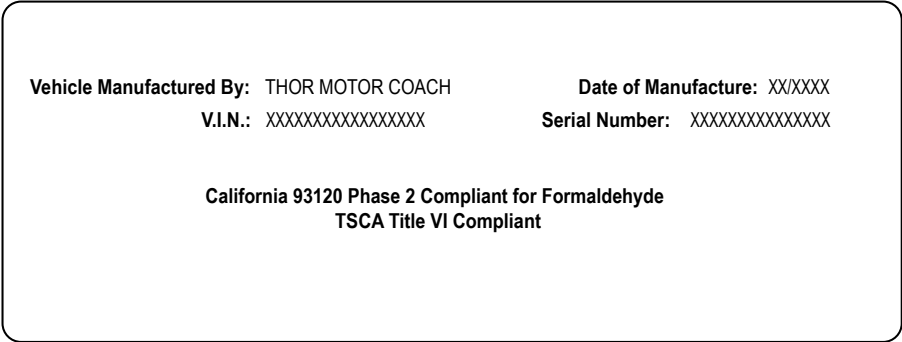 Vehicle Manufactured By: THOR MOTOR COACH Date of Manufacture: XX/XXXX
V.I.N.: XXXXXXXXXXXXXXXXX Serial Number: XXXXXXXXXXXXXXX
California 93120 Phase 2 Compliant for Formaldehyde
TSCA Title VI Compliant